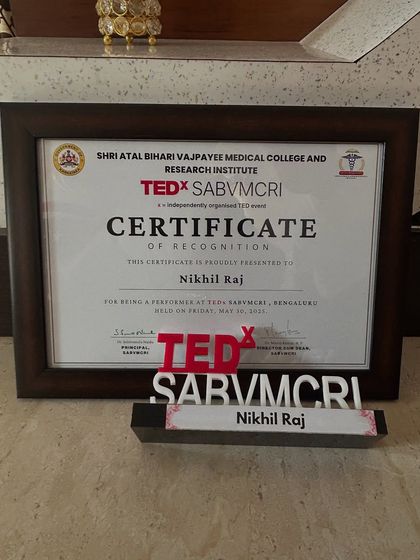 SHRI ATAL BIHARI VAJPAYEE MEDICAL COLLEGE AND
RESEARCH INSTITUTE
TEDx SABVMCRI
x = independently organised TED event
CERTIFICATE
OF RECOGNITION
THIS CERTIFICATE IS PROUDLY PRESENTED TO
Nikhil Raj
FOR BEING A PERFORMER AT TEDx SABVMCRI , BENGALURU
HELD ON FRIDAY, MAY 30, 2025.
PRINCIPAL, DIRECTOR CUM DEAN,
SABVMCRI SABVMCRI
TEDx
SABVMCRI
Nikhil Raj